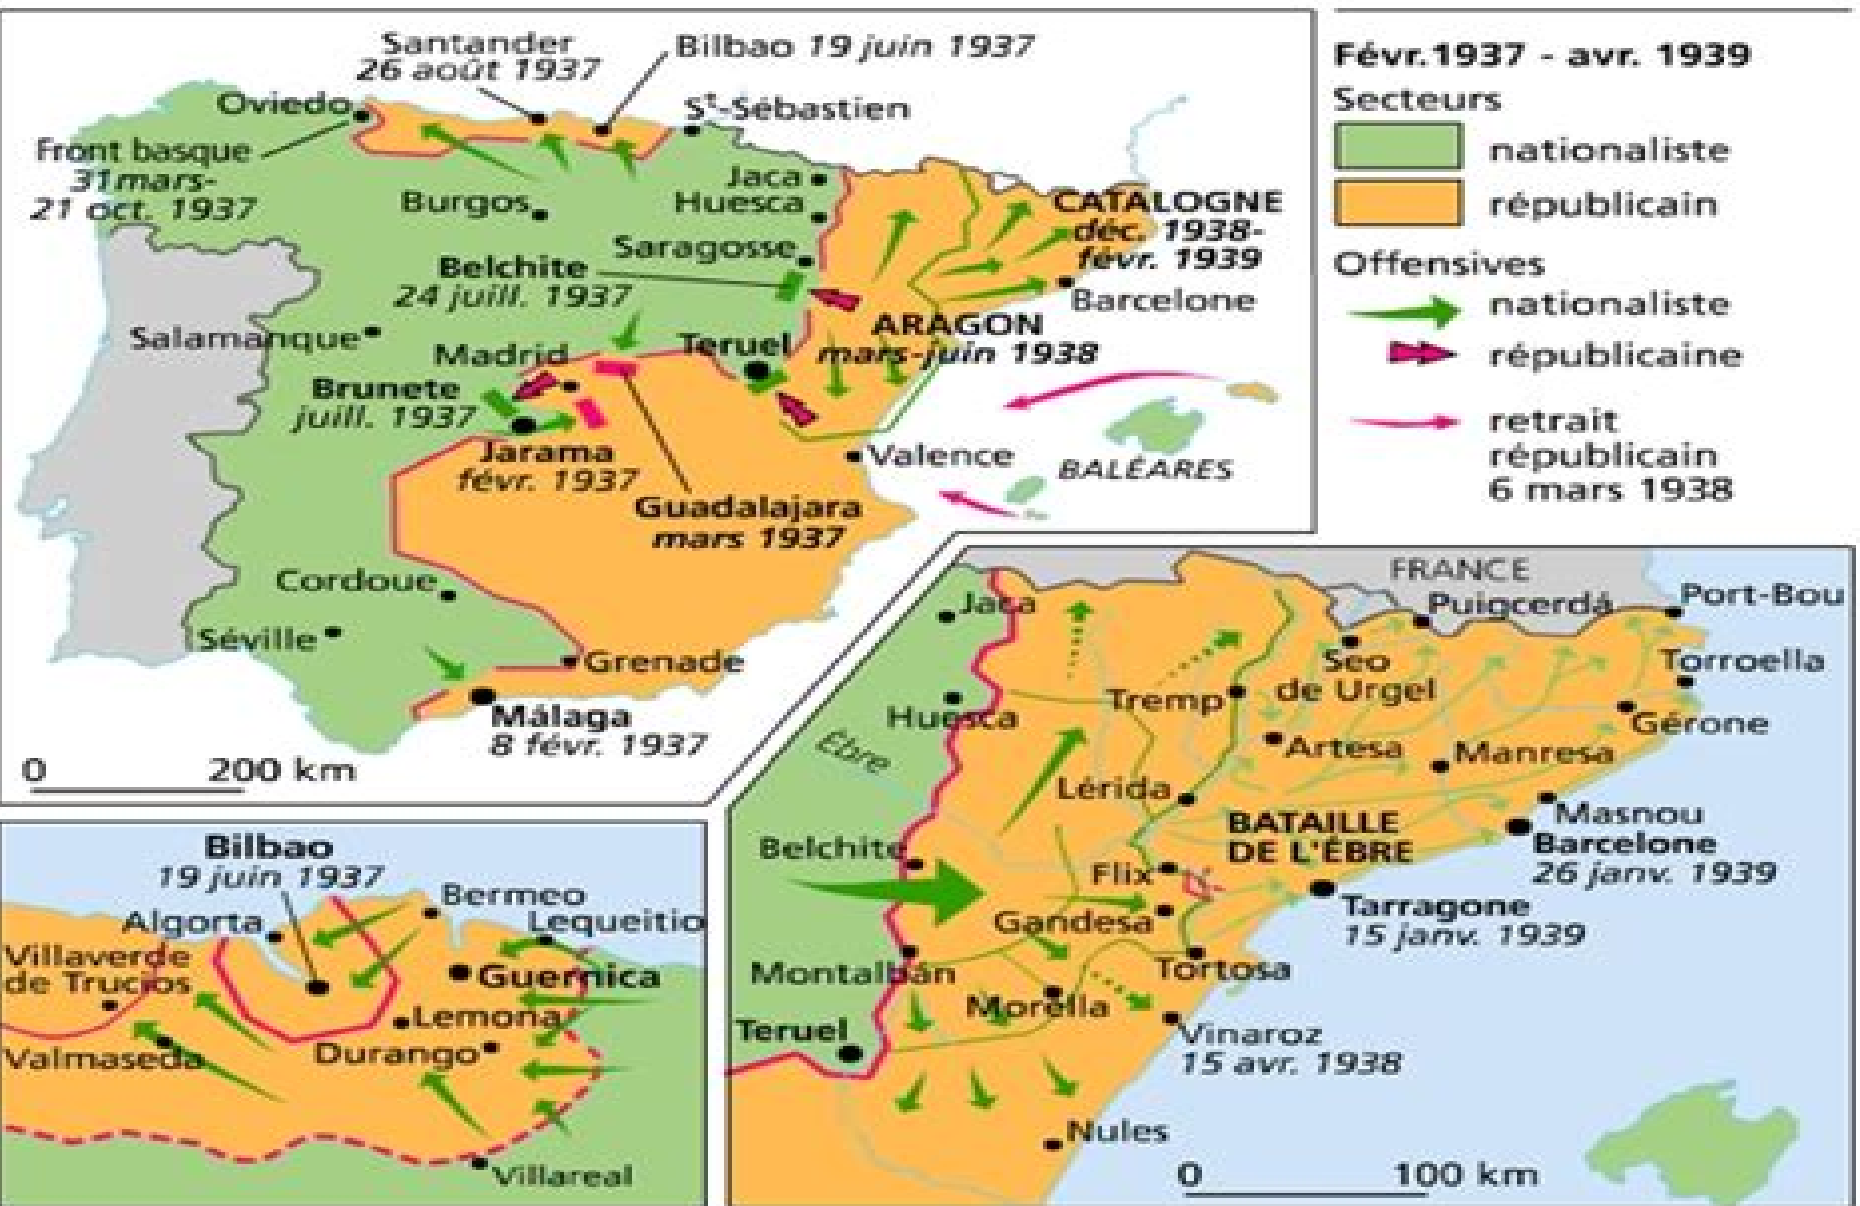 Santander
26 août 1937
Bilbao 19 juin 1937
Oviedo
St-Sébastien
Front basque
31 mars-
21 oct. 1937
Jaca
Burgos
Huesca
CATALOGNE
déc. 1938-
févr. 1939
Saragosse
Belchite
24 juill. 1937
Barcelone
Salamanque
Madrid
Teruel
ARAGON
mars-juin 1938
Brunete
juill. 1937
Jarama
févr. 1937
Valence
BALÉARES
Guadalajara
mars 1937
Cordoue
Séville
Grenade
Málaga
8 févr. 1937
0 200 km
Févr.1937 - avr. 1939
Secteurs
nationaliste
républicain
Offensives
nationaliste
républicaine
retrait
républicain
6 mars 1938
Bilbao
19 juin 1937
Bermeo
Algorta
Lequeitio
Villaverde
de Trucios
Guernica
Lemona
Valmaseda
Durango
Villareal
FRANCE
Jaca
Puigcerdá
Port-Bou
Seo
de Urgel
Torroella
Tremp
Huesca
Gérone
Èbre
Artesa
Manresa
Lérida
Masnou
BATAILLE
DE L'ÈBRE
Barcelone
26 janv. 1939
Belchite
Flix
Gandesa
Tarragone
15 janv. 1939
Montalbán
Tortosa
Morella
Teruel
Vinaroz
15 avr. 1938
Nules
0 100 km